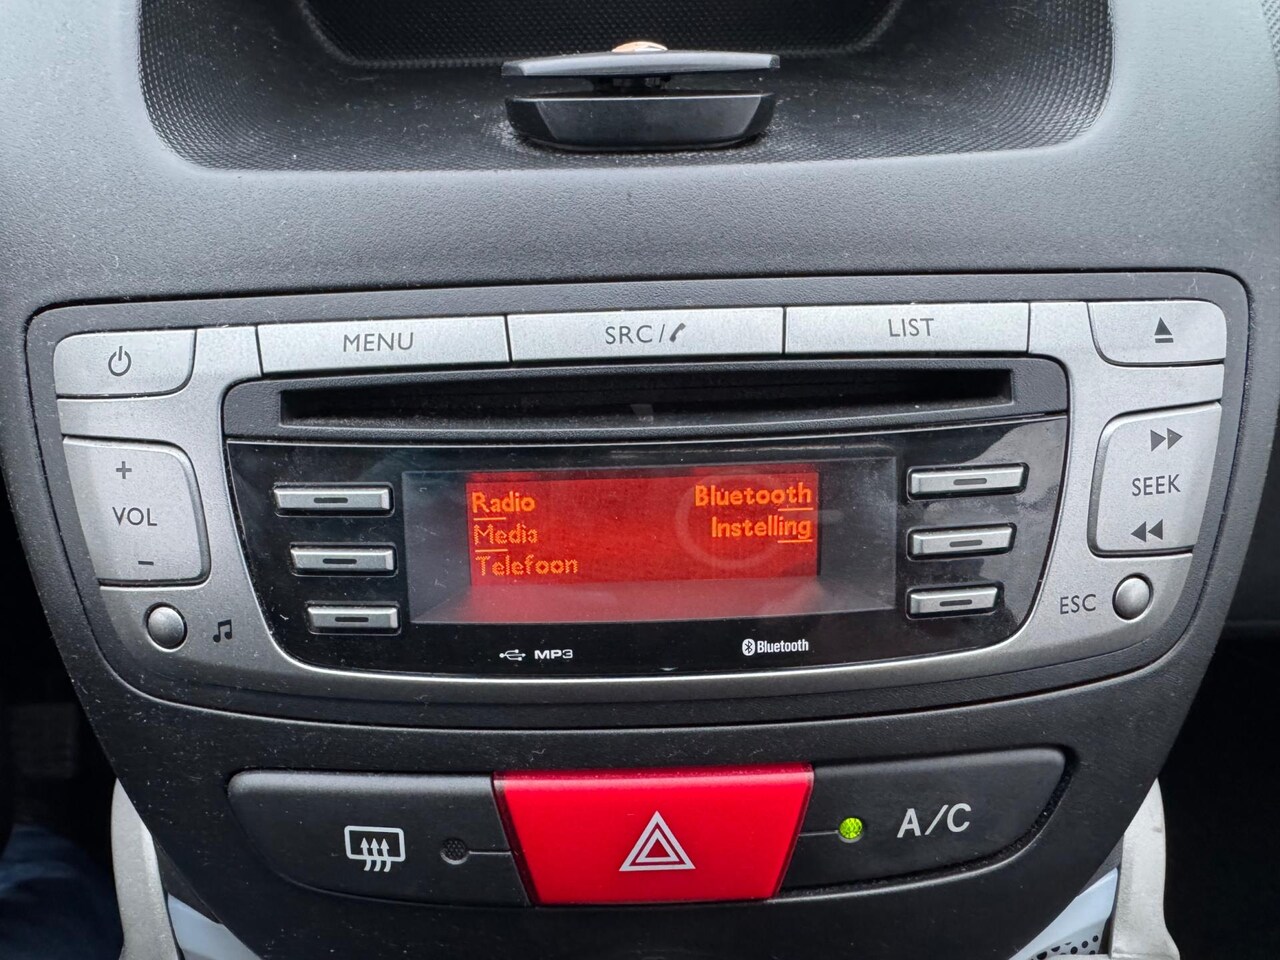 MENU
SRC/
LIST
+
VOL
-
SEEK
ESC
Radio
Media
Telefoon
Bluetooth
Instelling
MP3
Bluetooth
A/C